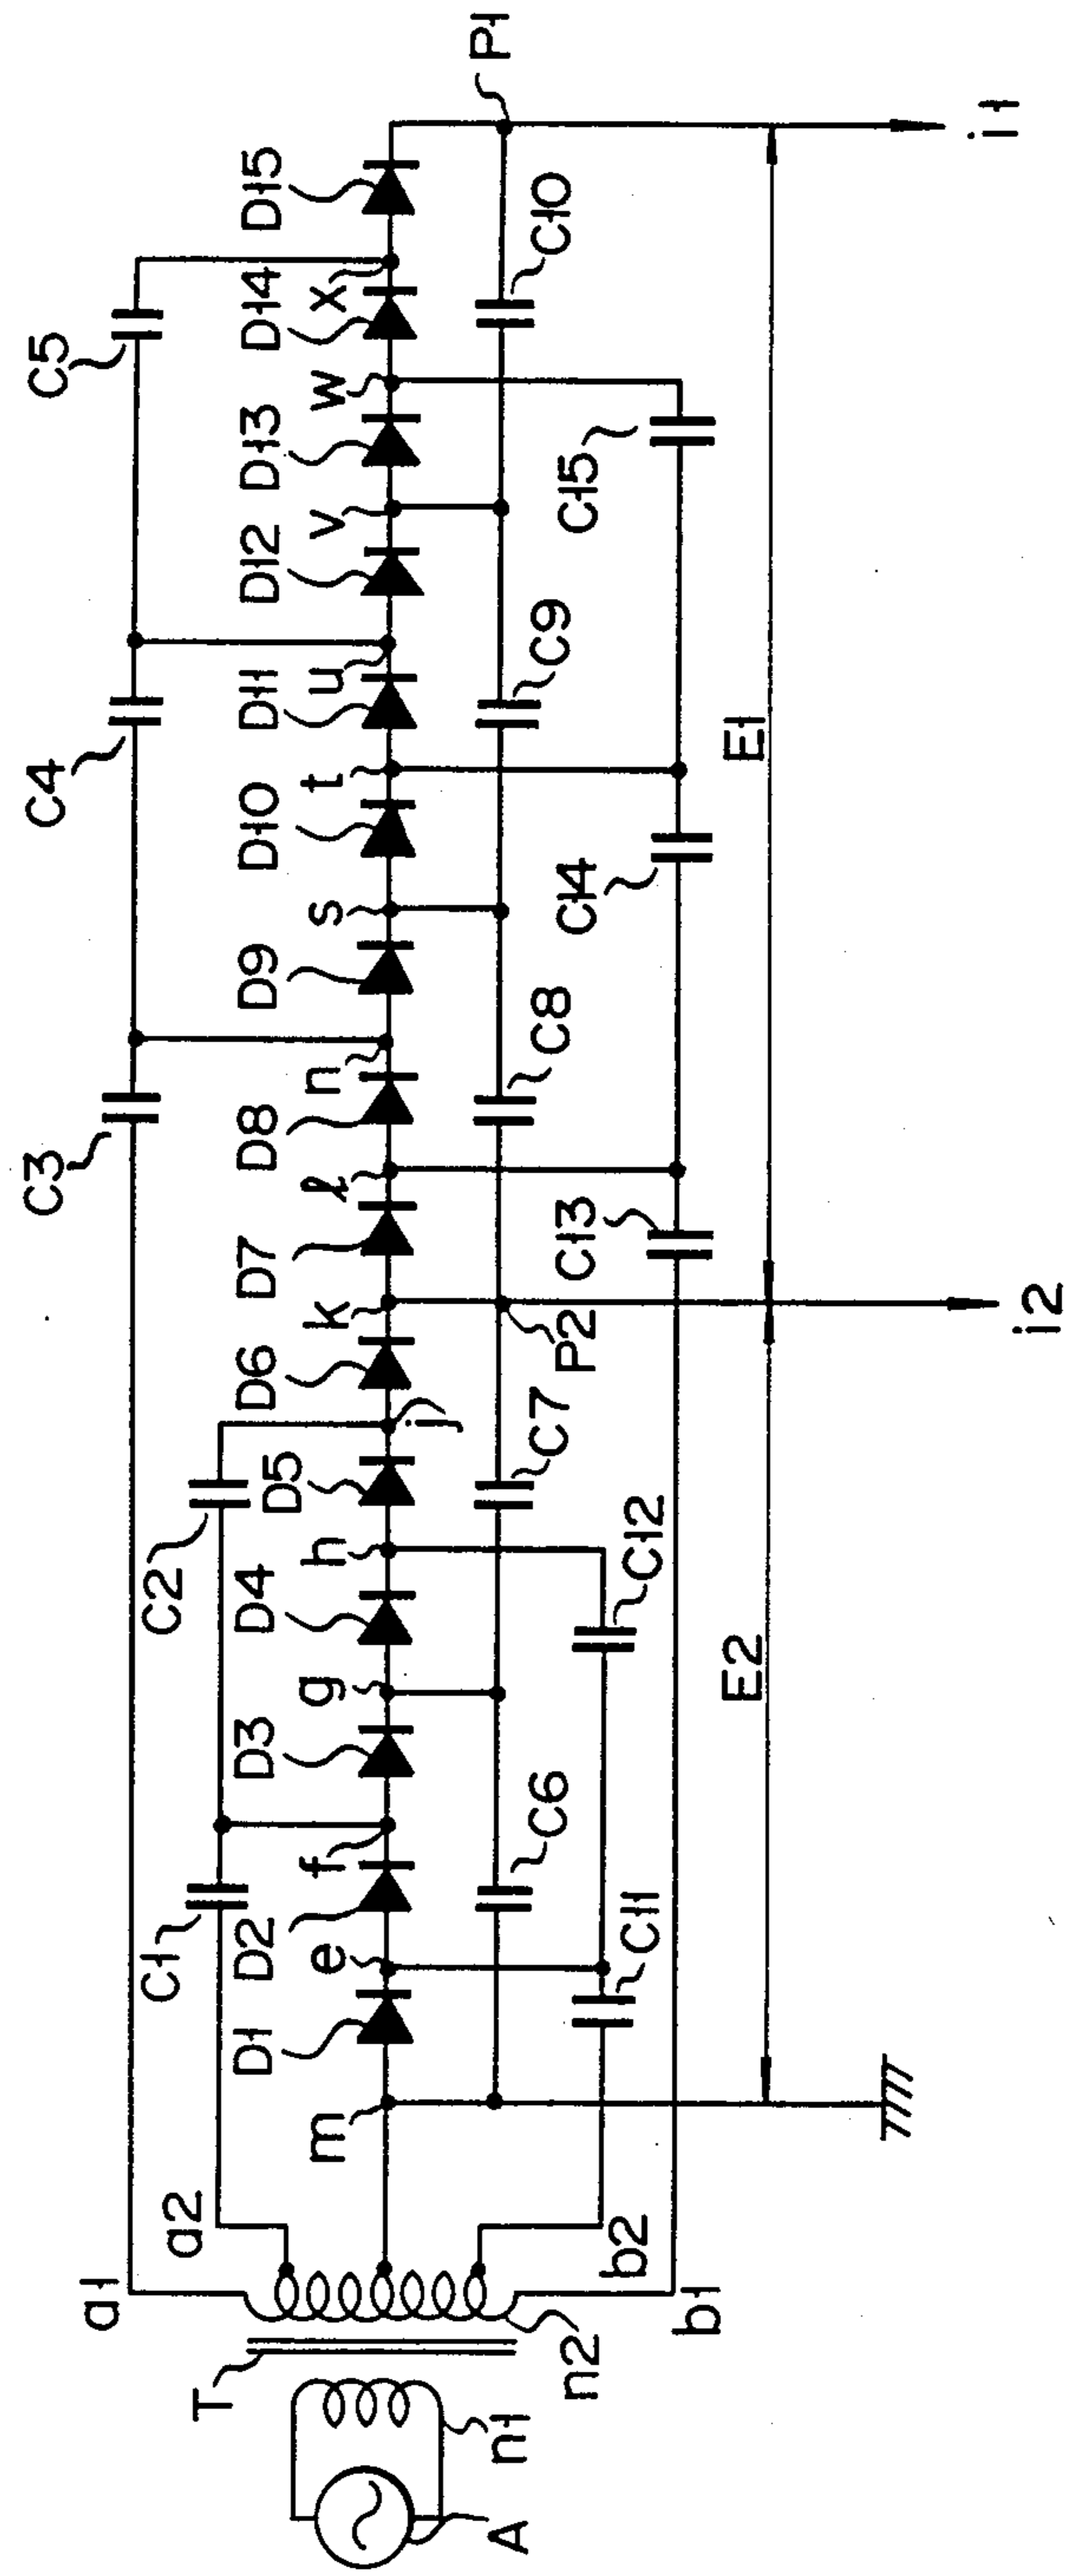 C5
C4
C3
P1
D15
D14
x
D13
w
D12
v
D11
u
D10
t
D9
s
D8
n
D7
ℓ
D6
k
j
D5
C2
h
D4
g
D3
f
D2
e
D1
C1
m
C10
C9
C8
P2
C7
C6
C15
C14
C13
C12
C11
E1
E2
i1
i2
a1
a2
b2
b1
T
n2
n1
A